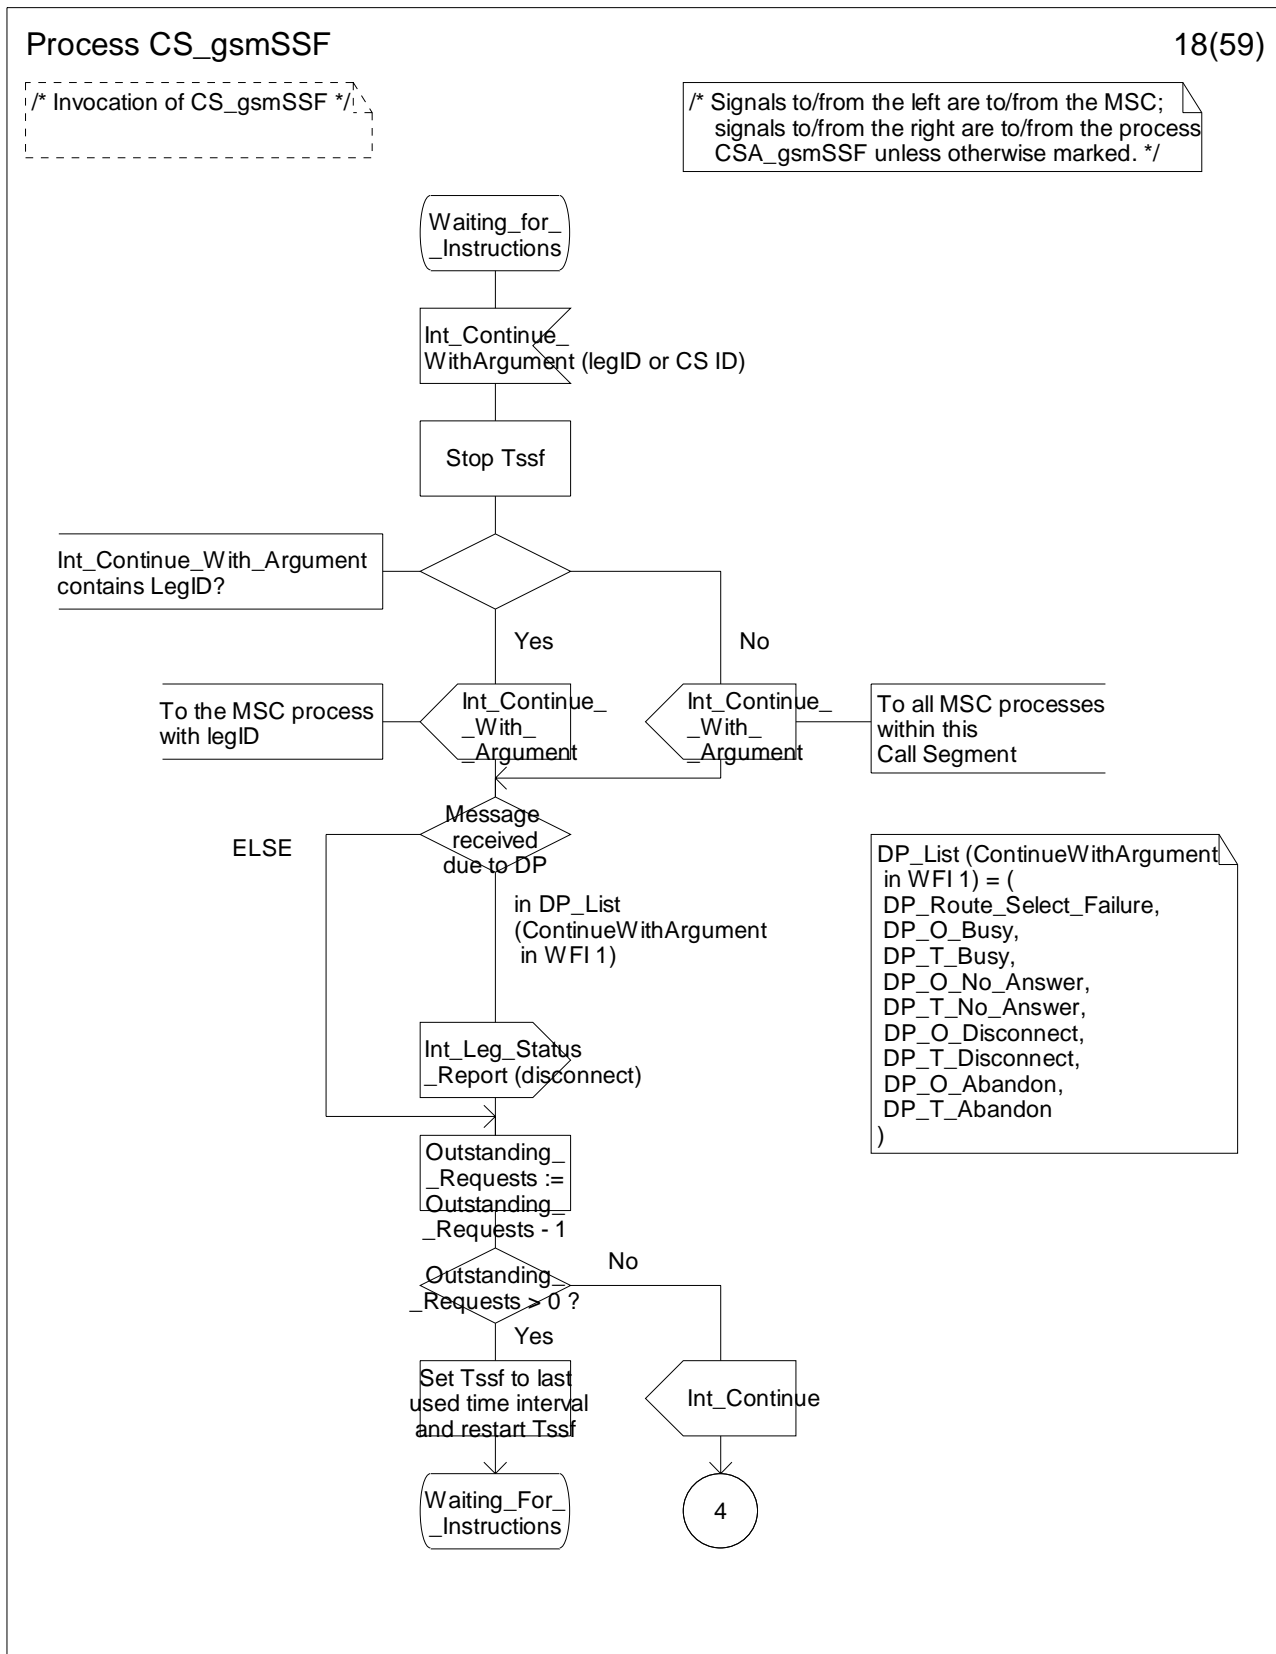 Process CS_gsmSSF
18(59)
/* Invocation of CS_gsmSSF */
/* Signals to/from the left are to/from the MSC;
signals to/from the right are to/from the process
CSA_gsmSSF unless otherwise marked. */
Waiting_for_
_Instructions
Int_Continue_
WithArgument (legID or CS ID)
Stop Tssf
Int_Continue_With_Argument
contains LegID?
Yes
No
To the MSC process
with legID
Int_Continue_
_With_
_Argument
Int_Continue_
_With_
_Argument
To all MSC processes
within this
Call Segment
Message
received
due to DP
ELSE
in DP_List
(ContinueWithArgument
in WFI 1)
DP_List (ContinueWithArgument
in WFI 1) = (
DP_Route_Select_Failure,
DP_O_Busy,
DP_T_Busy,
DP_O_No_Answer,
DP_T_No_Answer,
DP_O_Disconnect,
DP_T_Disconnect,
DP_O_Abandon,
DP_T_Abandon
)
Int_Leg_Status
_Report (disconnect)
Outstanding_
_Requests :=
Outstanding_
_Requests - 1
Outstanding_
_Requests > 0 ?
No
Yes
Set Tssf to last
used time interval
and restart Tssf
Int_Continue
Waiting_For_
_Instructions
4